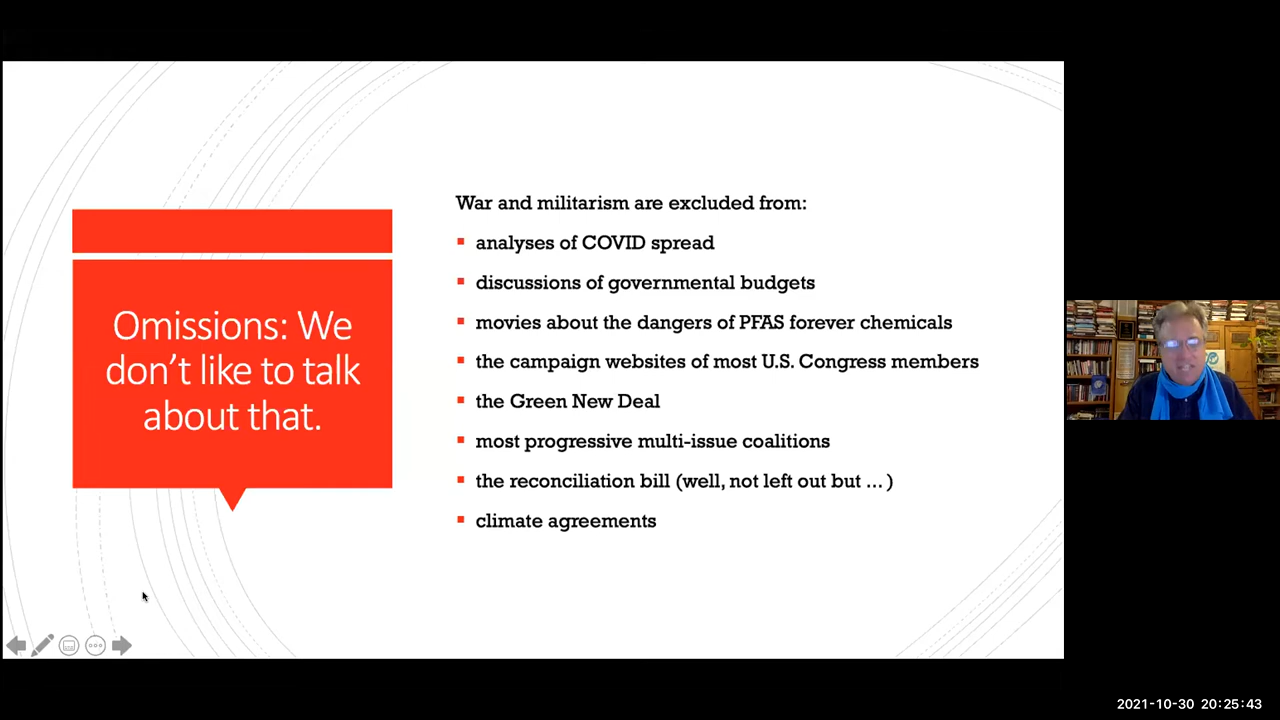 Omissions: We
don’t like to talk
about that.
War and militarism are excluded from:
▪ analyses of COVID spread
▪ discussions of governmental budgets
▪ movies about the dangers of PFAS forever chemicals
▪ the campaign websites of most U.S. Congress members
▪ the Green New Deal
▪ most progressive multi-issue coalitions
▪ the reconciliation bill (well, not left out but … )
▪ climate agreements
2021-10-30 20:25:43